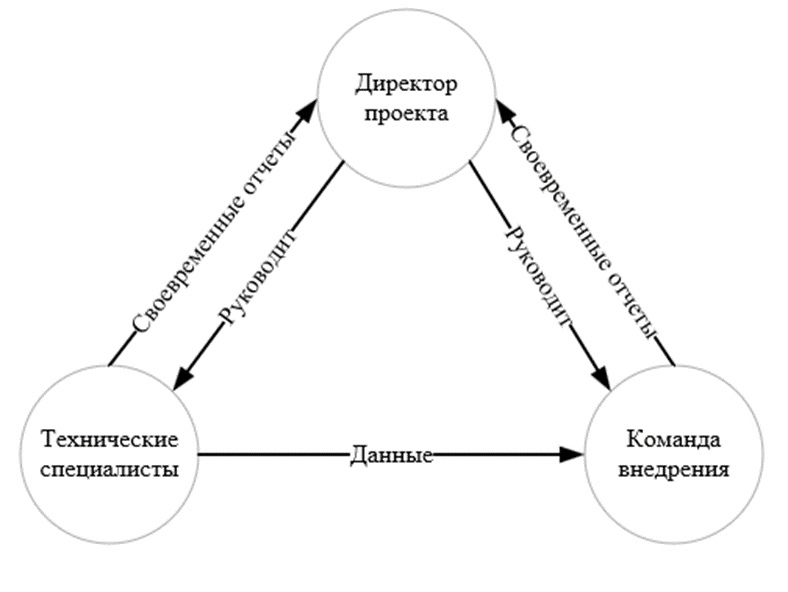 Директор
проекта
Своевременные отчеты
Руководит
Руководит
Своевременные отчеты
Технические
специалисты
Данные
Команда
внедрения